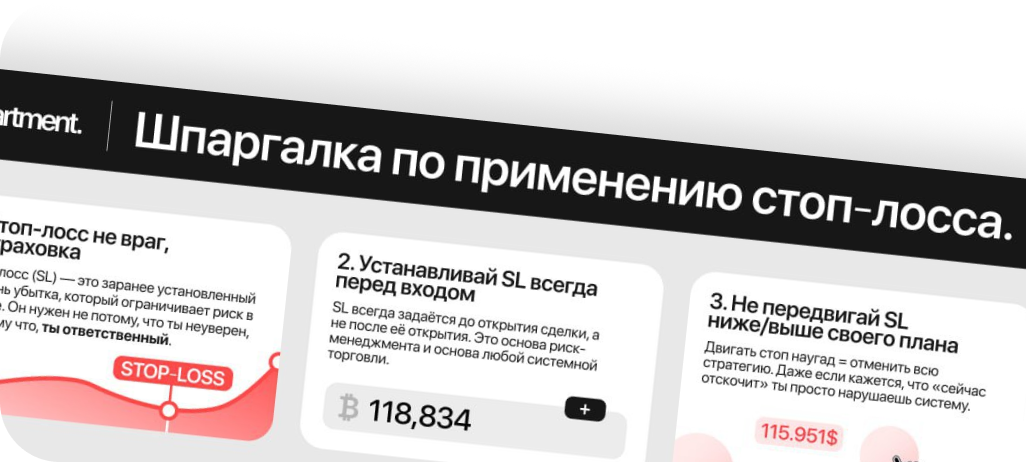 artment.
Шпаргалка по применению стоп-лосса.
топ-лосс не враг,
траховка
лосс (SL) — это заранее установленный
нь убытка, который ограничивает риск в
е. Он нужен не потому, что ты неуверен,
му что, ты ответственный.
STOP-LOSS
2. Устанавливай SL всегда
перед входом
SL всегда задаётся до открытия сделки, а
не после её открытия. Это основа риск-
менеджмента и основа любой системной
торговли.
₿ 118,834
+
3. Не передвигай SL
ниже/выше своего плана
Двигать стоп наугад = отменить всю
стратегию. Даже если кажется, что «сейчас
отскочит» ты просто нарушаешь систему.
115.951$